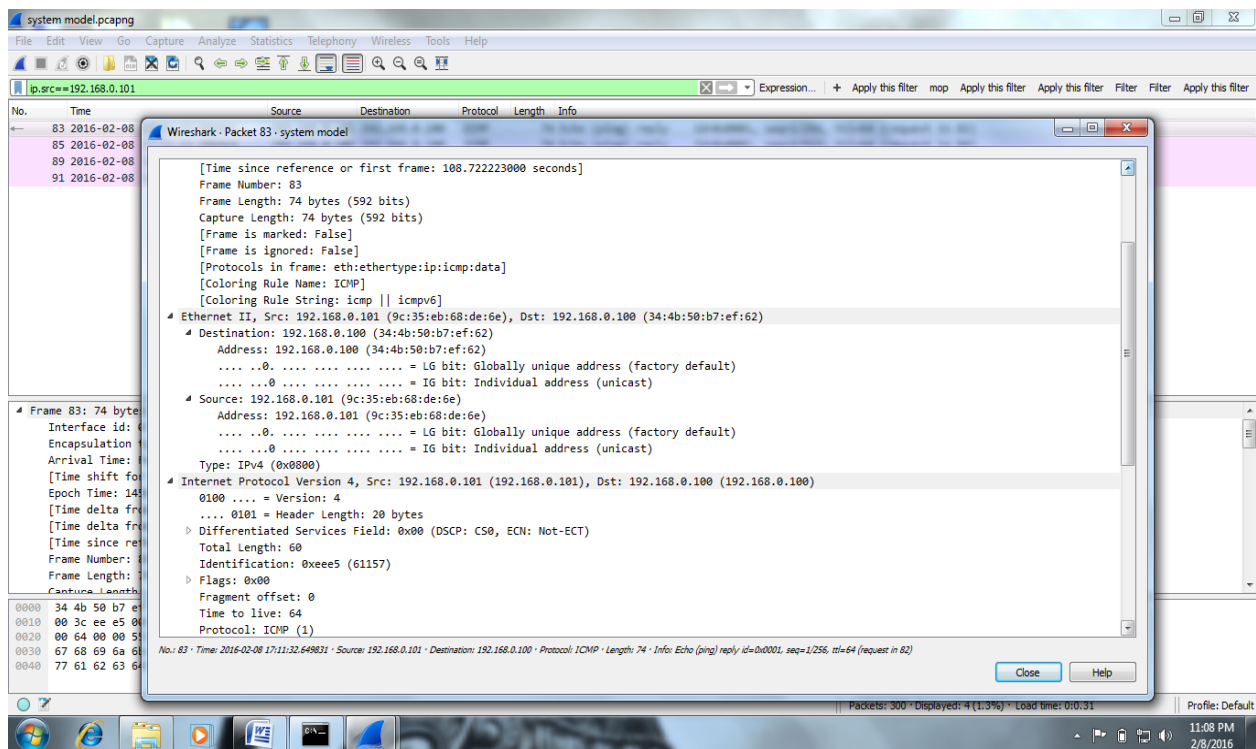 system model.pcapng
File Edit View Go Capture Analyze Statistics Telephony Wireless Tools Help
ip.src==192.168.0.101 Expression... + Apply this filter mop Apply this filter Apply this filter Filter Filter Apply this filter
No. Time Source Destination Protocol Length Info
83 2016-02-08
85 2016-02-08
89 2016-02-08
91 2016-02-08
Wireshark · Packet 83 · system model
[Time since reference or first frame: 108.722223000 seconds]
Frame Number: 83
Frame Length: 74 bytes (592 bits)
Capture Length: 74 bytes (592 bits)
[Frame is marked: False]
[Frame is ignored: False]
[Protocols in frame: eth:ethertype:ip:icmp:data]
[Coloring Rule Name: ICMP]
[Coloring Rule String: icmp || icmpv6]
Ethernet II, Src: 192.168.0.101 (9c:35:eb:68:de:6e), Dst: 192.168.0.100 (34:4b:50:b7:ef:62)
Destination: 192.168.0.100 (34:4b:50:b7:ef:62)
Address: 192.168.0.100 (34:4b:50:b7:ef:62)
.... ..0. .... .... .... .... = LG bit: Globally unique address (factory default)
.... ...0 .... .... .... .... = IG bit: Individual address (unicast)
Source: 192.168.0.101 (9c:35:eb:68:de:6e)
Address: 192.168.0.101 (9c:35:eb:68:de:6e)
.... ..0. .... .... .... .... = LG bit: Globally unique address (factory default)
.... ...0 .... .... .... .... = IG bit: Individual address (unicast)
Type: IPv4 (0x0800)
Internet Protocol Version 4, Src: 192.168.0.101 (192.168.0.101), Dst: 192.168.0.100 (192.168.0.100)
0100 .... = Version: 4
.... 0101 = Header Length: 20 bytes
Differentiated Services Field: 0x00 (DSCP: CS0, ECN: Not-ECT)
Total Length: 60
Identification: 0xeee5 (61157)
Flags: 0x00
Fragment offset: 0
Time to live: 64
Protocol: ICMP (1)
No.: 83 · Time: 2016-02-08 17:11:32.649831 · Source: 192.168.0.101 · Destination: 192.168.0.100 · Protocol: ICMP · Length: 74 · Info: Echo (ping) reply id=0x0001, seq=1/256, ttl=64 (request in 82)
Close Help
Frame 83: 74 byte
Interface id:
Encapsulation
Arrival Time:
[Time shift fo
Epoch Time: 14
[Time delta fr
[Time delta fr
[Time since re
Frame Number:
Frame Length:
Capture Length
0000 34 4b 50 b7 e
0010 00 3c ee e5 0
0020 00 64 00 00 5
0030 67 68 69 6a 6
0040 77 61 62 63 6
Packets: 300 · Displayed: 4 (1.3%) · Load time: 0:0.31 Profile: Default
11:08 PM
2/8/2016